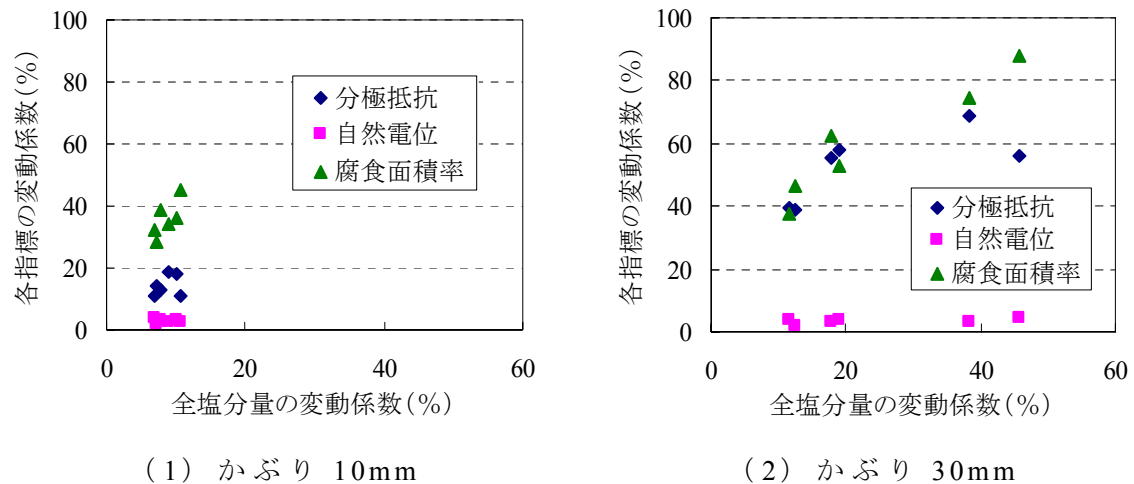 100
80
60
40
20
0
各指標の変動係数(%)
分極抵抗
自然電位
腐食面積率
0 20 40 60
全塩分量の変動係数(%)
(1) かぶり 10mm
100
80
60
40
20
0
各指標の変動係数(%)
分極抵抗
自然電位
腐食面積率
0 20 40 60
全塩分量の変動係数(%)
(2) かぶり 30mm